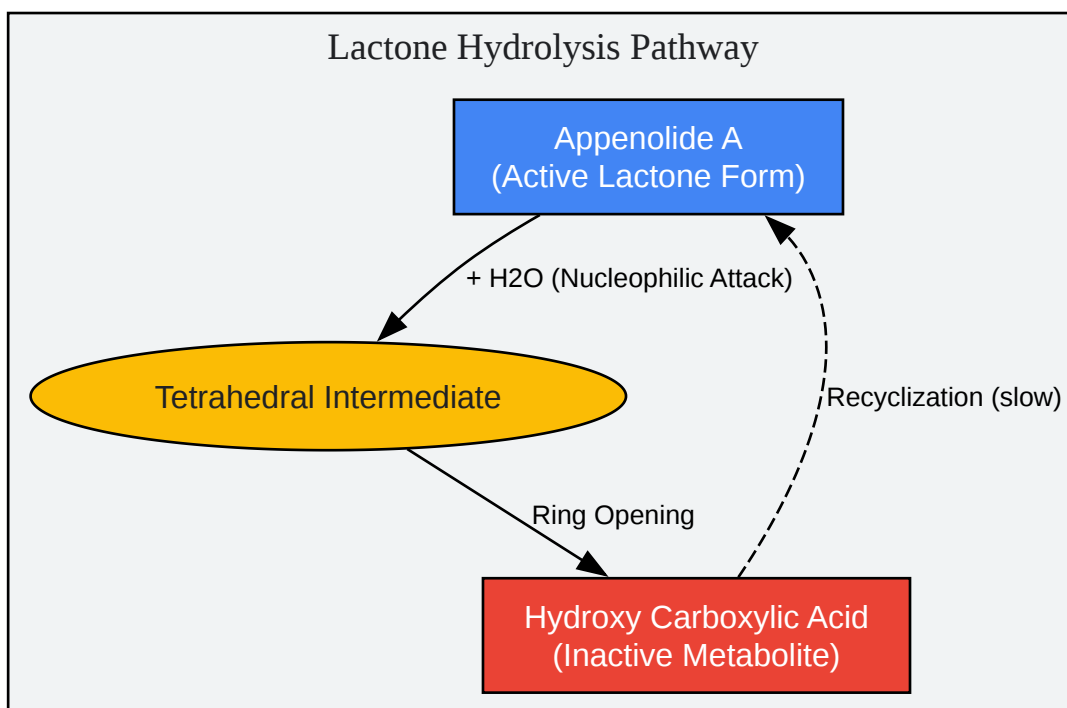 Lactone Hydrolysis Pathway
Appenolide A
(Active Lactone Form)
+ H2O (Nucleophilic Attack)
Tetrahedral Intermediate
Recyclization (slow)
Ring Opening
Hydroxy Carboxylic Acid
(Inactive Metabolite)